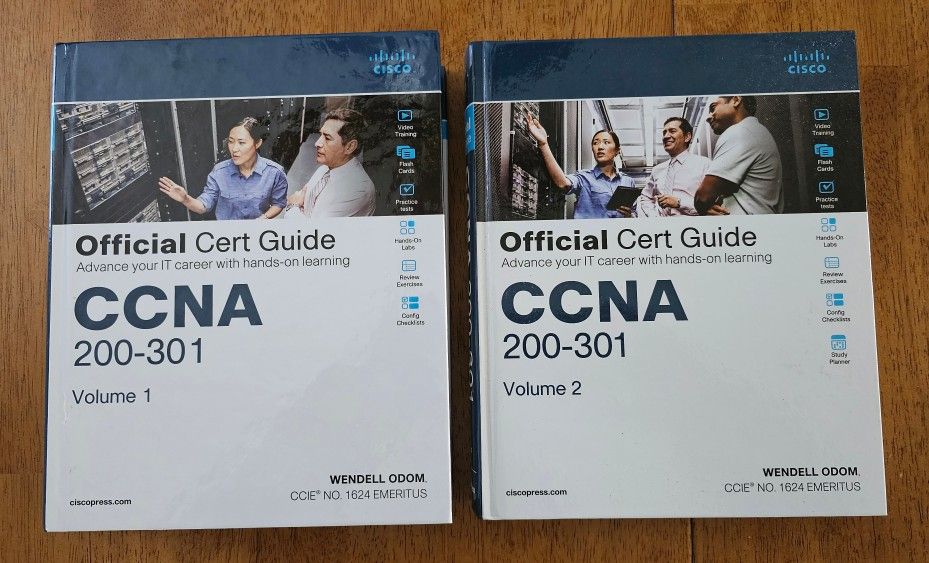 CISCO
Video
Training
Flash
Cards
Practice
tests
Hands-On
Labs
Review
Exercises
Config
Checklists
Official Cert Guide
Advance your IT career with hands-on learning
CCNA
200-301
Volume 1
WENDELL ODOM,
CCIE® NO. 1624 EMERITUS
ciscopress.com
CISCO
Video
Training
Flash
Cards
Practice
tests
Hands-On
Labs
Review
Exercises
Config
Checklists
Study
Planner
Official Cert Guide
Advance your IT career with hands-on learning
CCNA
200-301
Volume 2
WENDELL ODOM,
CCIE® NO. 1624 EMERITUS
ciscopress.com